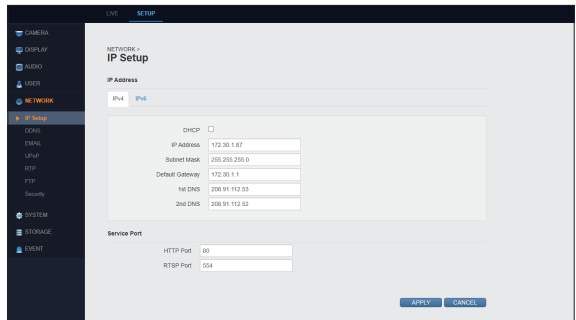 LIVE SETUP
CAMERA
DISPLAY
AUDIO
USER
NETWORK
IP Setup
DDNS
EMAIL
UPnP
RTP
FTP
Security
SYSTEM
STORAGE
EVENT
NETWORK >
IP Setup
IP Address
IPv4 IPv6
DHCP
IP Address 172.30.1.87
Subnet Mask 255.255.255.0
Default Gateway 172.30.1.1
1st DNS 206.91.112.53
2nd DNS 206.91.112.52
Service Port
HTTP Port 80
RTSP Port 554
APPLY CANCEL